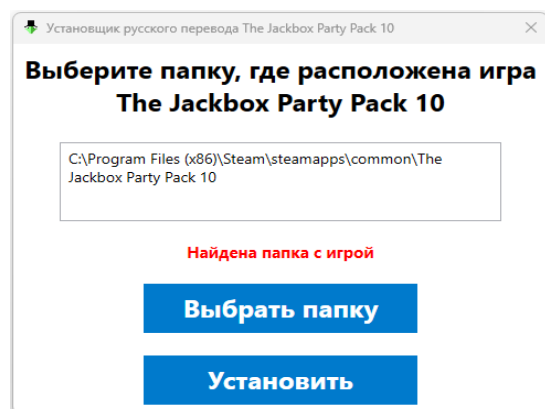 Установщик русского перевода The Jackbox Party Pack 10
Выберите папку, где расположена игра
The Jackbox Party Pack 10
C:\Program Files (x86)\Steam\steamapps\common\The
Jackbox Party Pack 10
Найдена папка с игрой
Выбрать папку
Установить